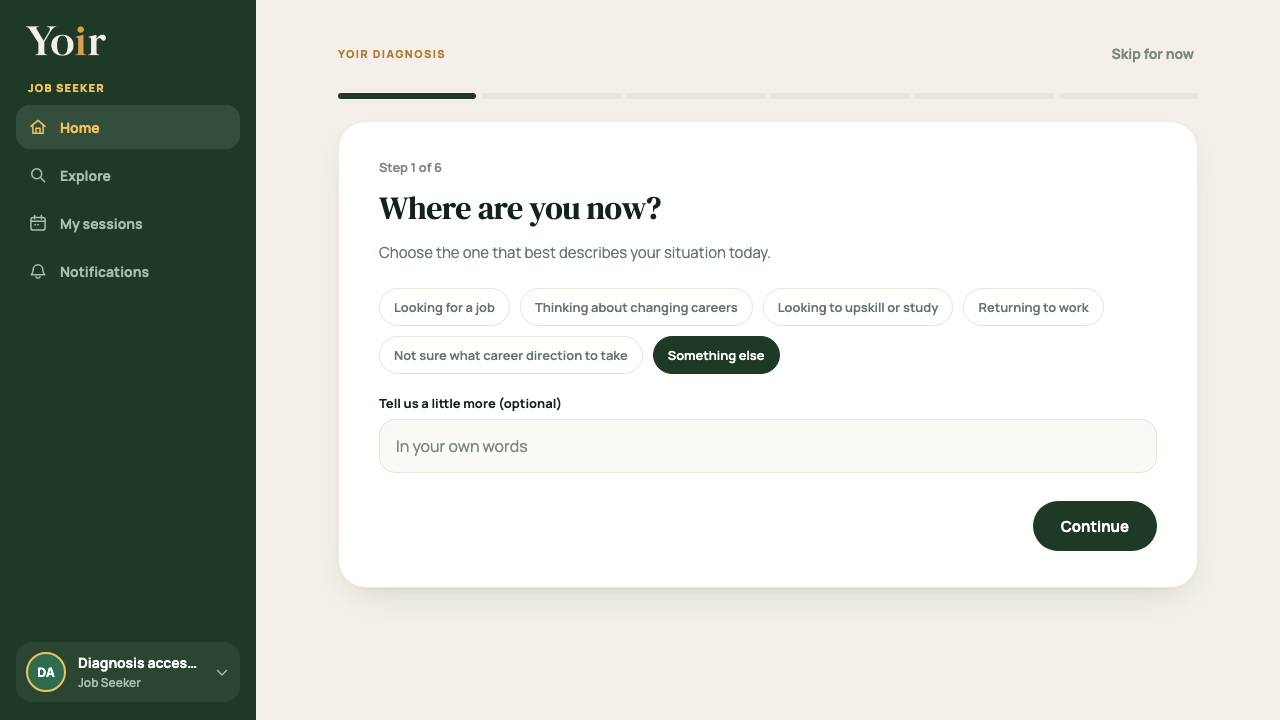 Yoir
JOB SEEKER
Home
Explore
My sessions
Notifications
DA
Diagnosis acces...
Job Seeker
YOIR DIAGNOSIS
Skip for now
Step 1 of 6
Where are you now?
Choose the one that best describes your situation today.
Looking for a job
Thinking about changing careers
Looking to upskill or study
Returning to work
Not sure what career direction to take
Something else
Tell us a little more (optional)
In your own words
Continue